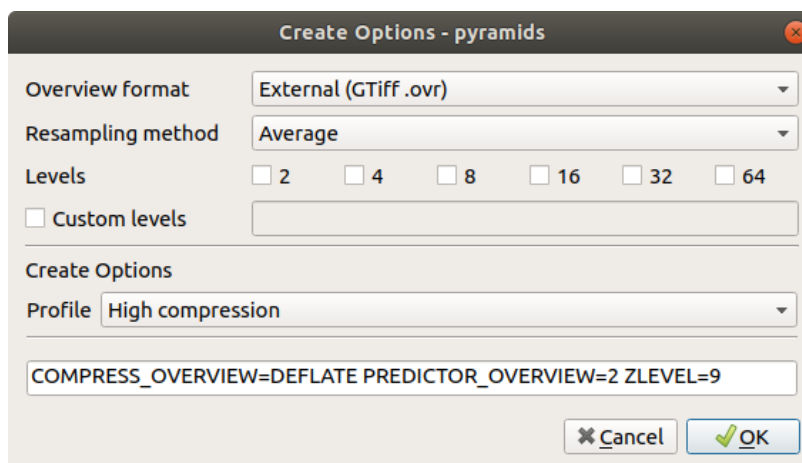 Create Options - pyramids
Overview format External (GTiff .ovr)
Resampling method Average
Levels 2 4 8 16 32 64
Custom levels
Create Options
Profile High compression
COMPRESS_OVERVIEW=DEFLATE PREDICTOR_OVERVIEW=2 ZLEVEL=9
Cancel OK